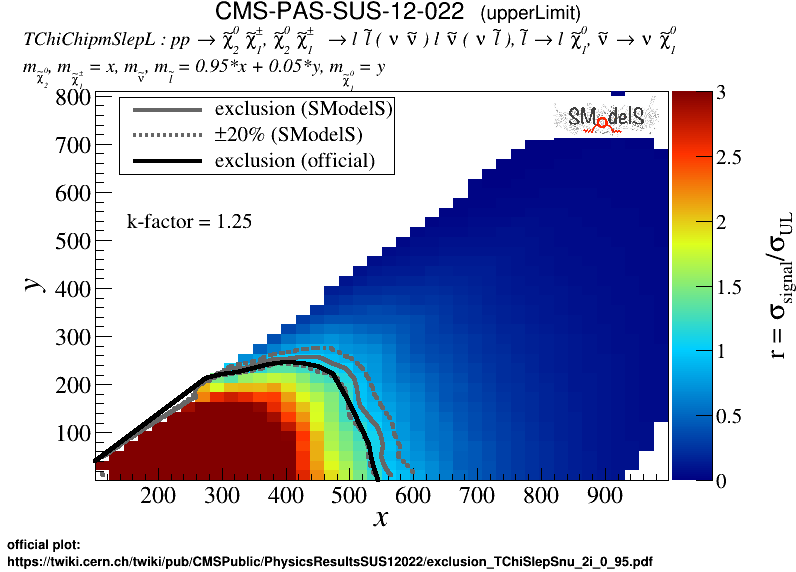 CMS-PAS-SUS-12-022 (upperLimit)
TChiChipmSlepL : pp → χ̃⁰₂ χ̃±₁, χ̃⁰₂ χ̃±₁ → l l̃ ( ν ν̃ ) l ν̃ ( ν l̃ ), l̃ → l χ̃⁰₁, ν̃ → ν χ̃⁰₁
m_χ̃⁰₂, m_χ̃±₁ = x, m_ν̃, m_l̃ = 0.95*x + 0.05*y, m_χ̃⁰₁ = y
exclusion (SModelS)
±20% (SModelS)
exclusion (official)
SModelS
k-factor = 1.25
y
800
700
600
500
400
300
200
100
200 300 400 500 600 700 800 900
x
3
2.5
2
1.5
1
0.5
0
r = σ_signal/σ_UL
official plot:
https://twiki.cern.ch/twiki/pub/CMSPublic/PhysicsResultsSUS12022/exclusion_TChiSlepSnu_2i_0_95.pdf